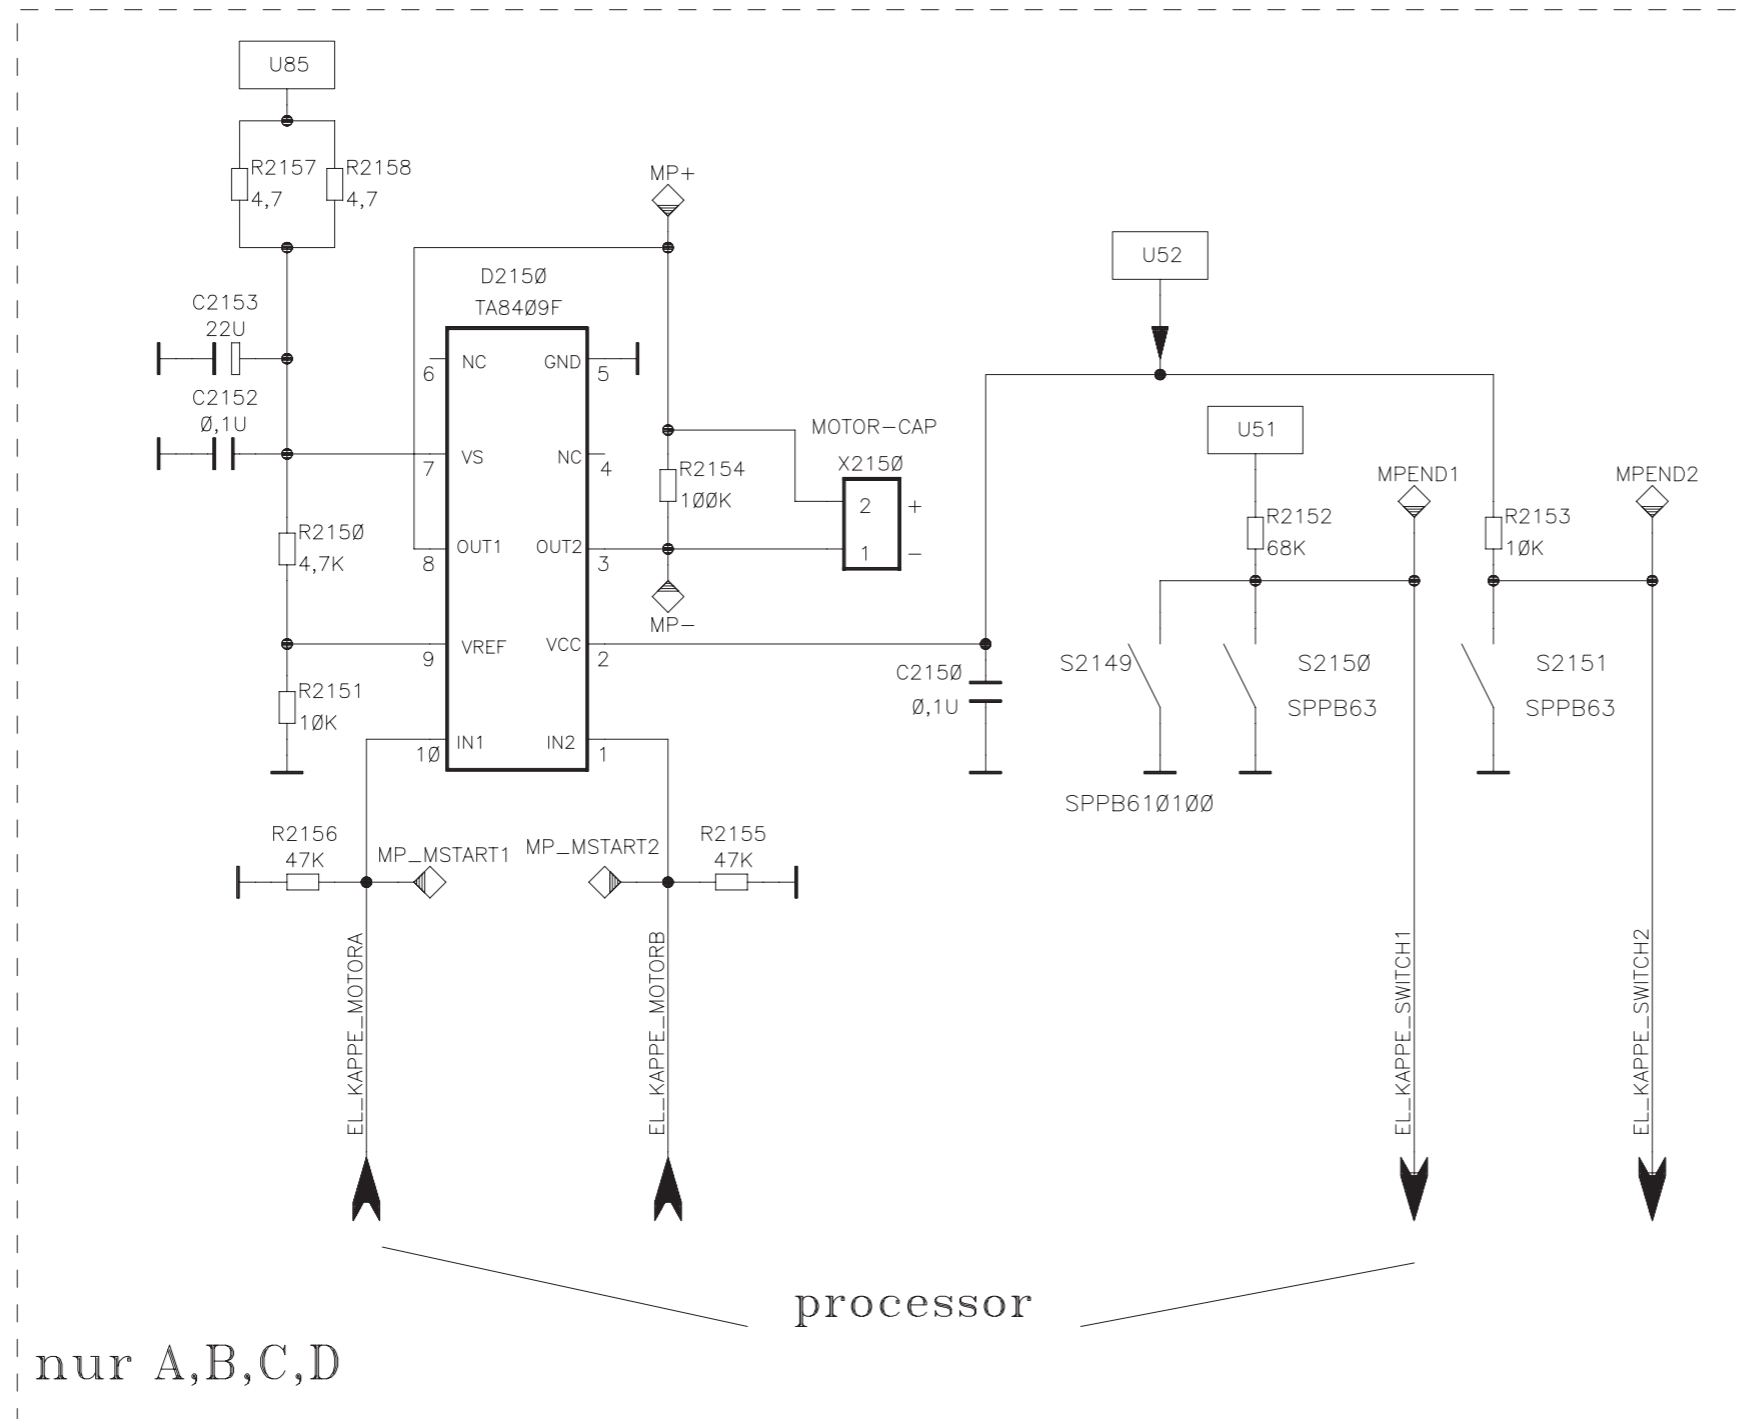 U85
R2157
4,7
R2158
4,7
MP+
U52
D215Ø
TA84Ø9F
C2153
22U
C2152
Ø,1U
6
NC
GND
5
7
VS
NC
4
8
OUT1
OUT2
3
9
VREF
VCC
2
1Ø
IN1
IN2
1
R215Ø
4,7K
R2151
1ØK
R2154
1ØØK
MP-
MOTOR-CAP
X215Ø
2
+
1
-
U51
R2152
68K
MPEND1
R2153
1ØK
MPEND2
C215Ø
Ø,1U
S2149
SPPB61Ø1ØØ
S215Ø
SPPB63
S2151
SPPB63
R2156
47K
MP_MSTART1
MP_MSTART2
R2155
47K
EL_KAPPE_MOTORA
EL_KAPPE_MOTORB
EL_KAPPE_SWITCH1
EL_KAPPE_SWITCH2
processor
nur A,B,C,D